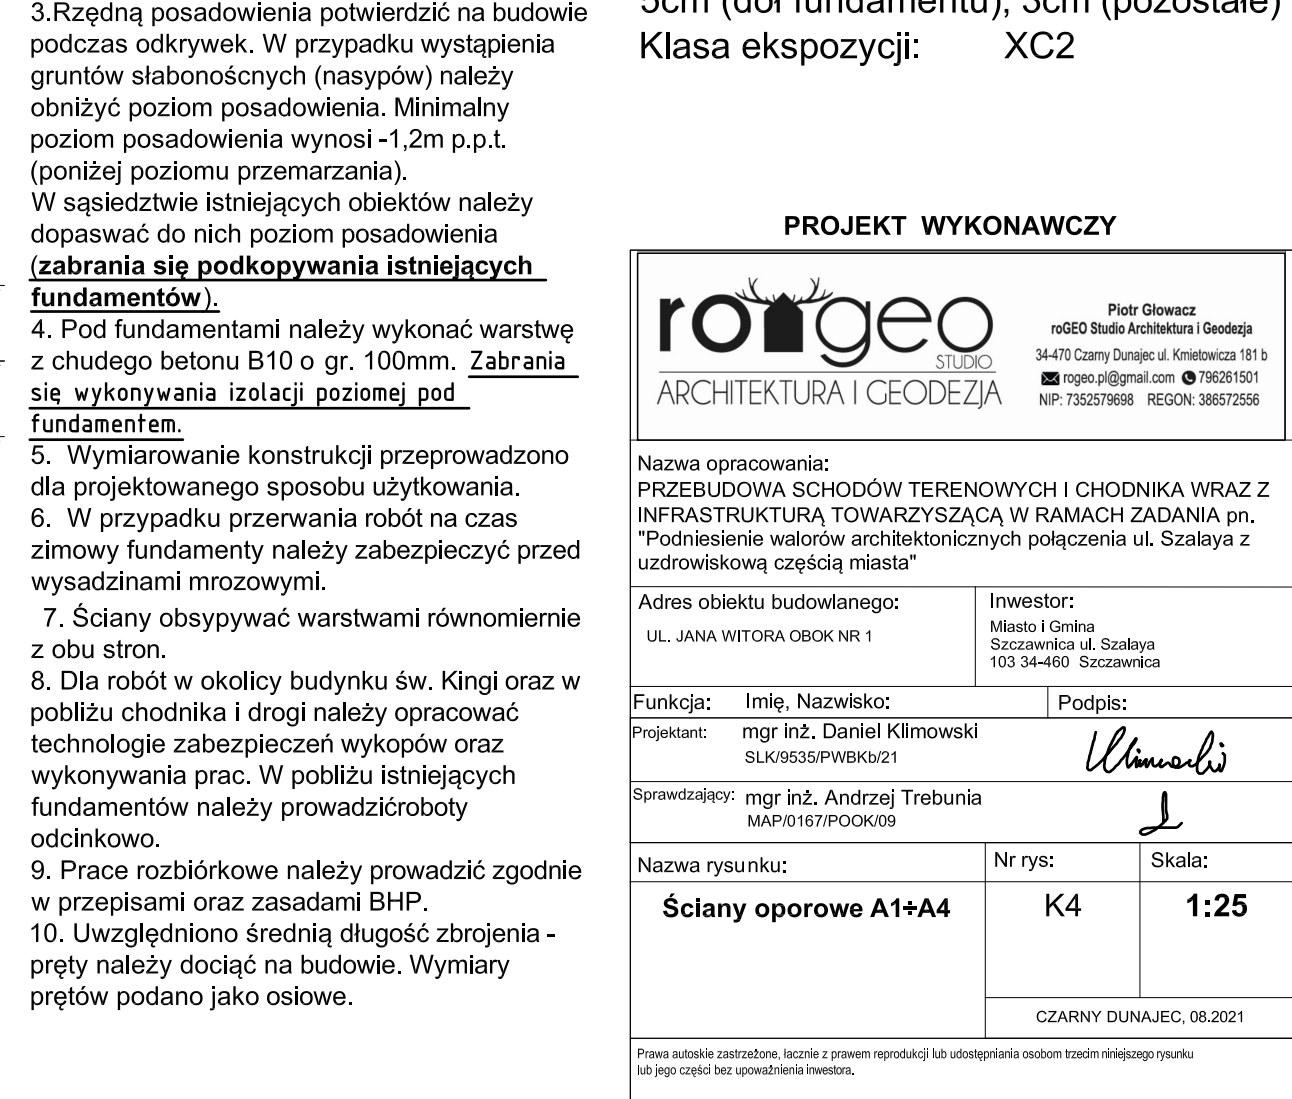 3.Rzędną posadowienia potwierdzić na budowie
podczas odkrywek. W przypadku wystąpienia
gruntów słabonoścnych (nasypów) należy
obniżyć poziom posadowienia. Minimalny
poziom posadowienia wynosi -1,2m p.p.t.
(poniżej poziomu przemarzania).
W sąsiedztwie istniejących obiektów należy
dopaswać do nich poziom posadowienia
(zabrania się podkopywania istniejących
fundamentów).
4. Pod fundamentami należy wykonać warstwę
z chudego betonu B10 o gr. 100mm. Zabrania
się wykonywania izolacji poziomej pod
fundamentem.
5. Wymiarowanie konstrukcji przeprowadzono
dla projektowanego sposobu użytkowania.
6. W przypadku przerwania robót na czas
zimowy fundamenty należy zabezpieczyć przed
wysadzinami mrozowymi.
7. Ściany obsypywać warstwami równomiernie
z obu stron.
8. Dla robót w okolicy budynku św. Kingi oraz w
pobliżu chodnika i drogi należy opracować
technologie zabezpieczeń wykopów oraz
wykonywania prac. W pobliżu istniejących
fundamentów należy prowadzićroboty
odcinkowo.
9. Prace rozbiórkowe należy prowadzić zgodnie
w przepisami oraz zasadami BHP.
10. Uwzględniono średnią długość zbrojenia -
pręty należy dociąć na budowie. Wymiary
prętów podano jako osiowe.
5cm (dół fundamentu), 3cm (pozostałe)
Klasa ekspozycji: XC2
PROJEKT WYKONAWCZY
rogeo
STUDIO
ARCHITEKTURA I GEODEZJA
Piotr Głowacz
roGEO Studio Architektura i Geodezja
34-470 Czarny Dunajec ul. Kmietowicza 181 b
rogeo.pl@gmail.com 796261501
NIP: 7352579698 REGON: 386572556
Nazwa opracowania:
PRZEBUDOWA SCHODÓW TERENOWYCH I CHODNIKA WRAZ Z
INFRASTRUKTURĄ TOWARZYSZĄCĄ W RAMACH ZADANIA pn.
"Podniesienie walorów architektonicznych połączenia ul. Szalaya z
uzdrowiskową częścią miasta"
Adres obiektu budowlanego:
UL. JANA WITORA OBOK NR 1
Inwestor:
Miasto i Gmina
Szczawnica ul. Szalaya
103 34-460 Szczawnica
Funkcja: Imię, Nazwisko: Podpis:
Projektant: mgr inż. Daniel Klimowski
SLK/9535/PWBKb/21
Klimowski
Sprawdzający: mgr inż. Andrzej Trebunia
MAP/0167/POOK/09
Nazwa rysunku: Nr rys: Skala:
Ściany oporowe A1÷A4 K4 1:25
CZARNY DUNAJEC, 08.2021
Prawa autoskie zastrzeżone, łacznie z prawem reprodukcji lub udostępniania osobom trzecim niniejszego rysunku
lub jego części bez upoważnienia inwestora.